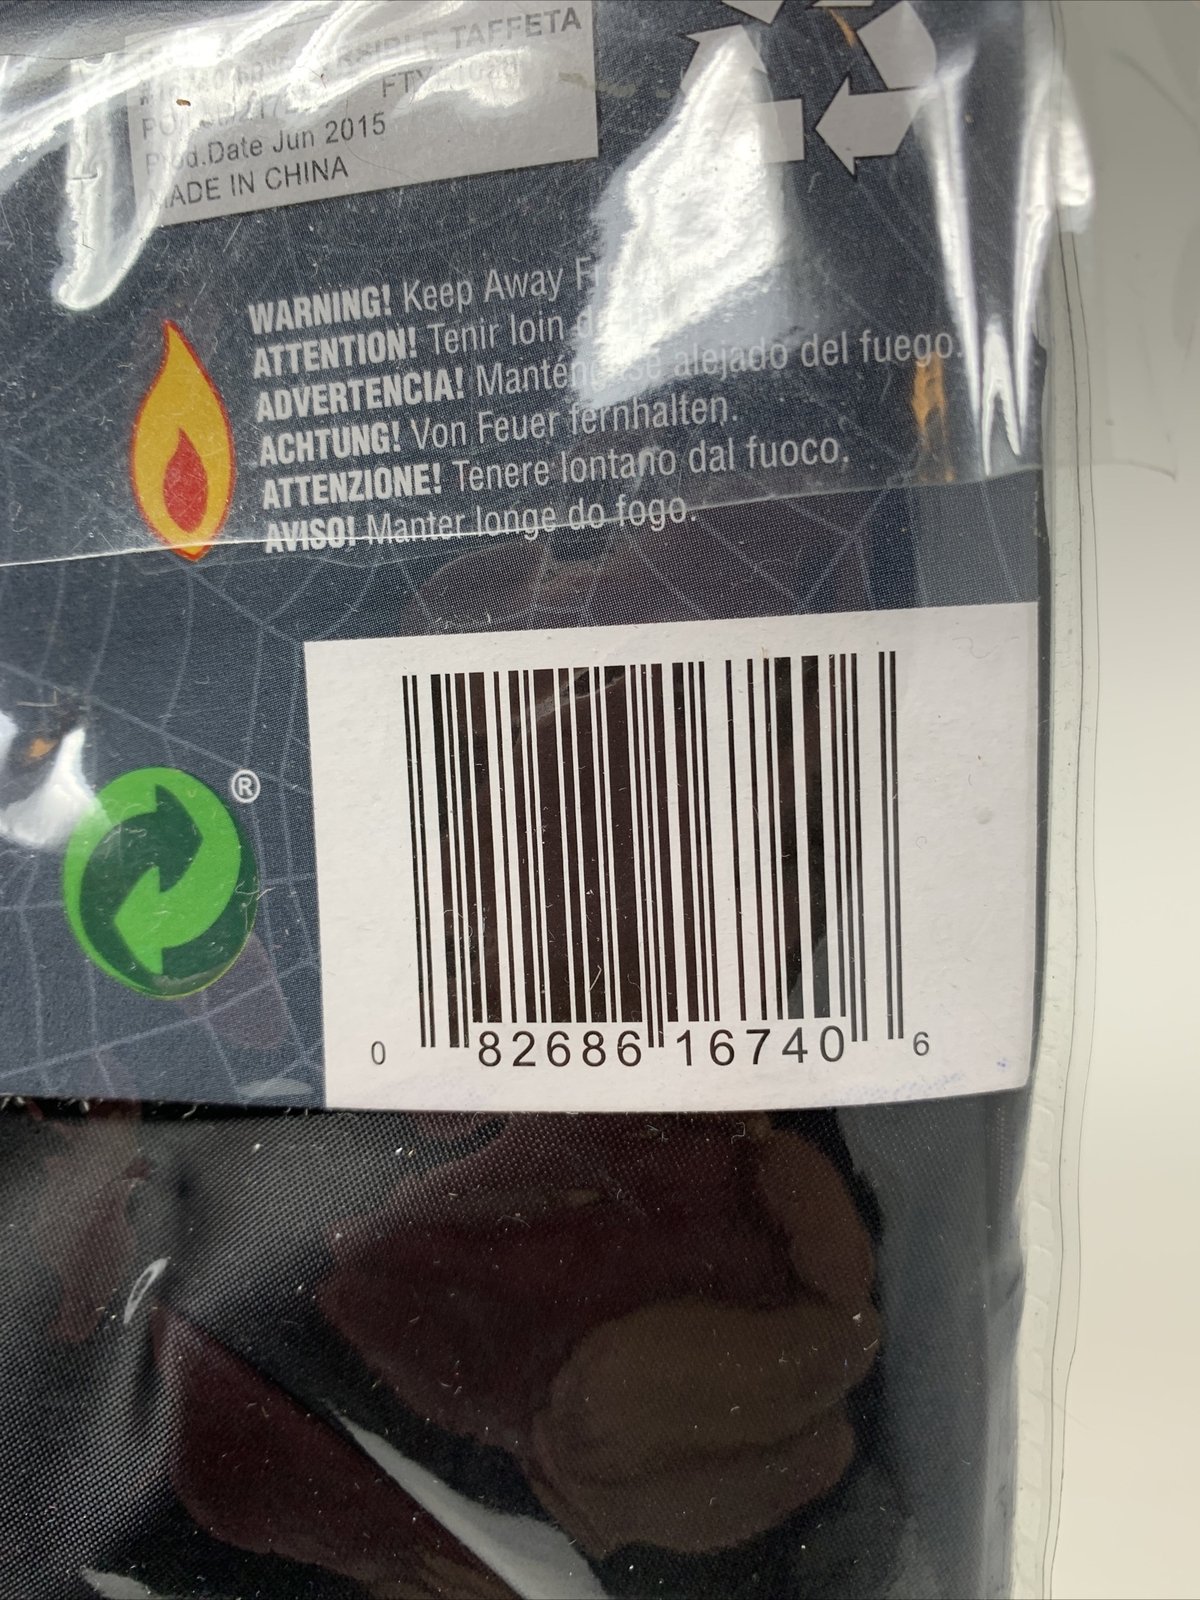 TAFFETA
Prod.Date Jun 2015
MADE IN CHINA
WARNING! Keep Away
ATTENTION! Tenir loin
ADVERTENCIA! alejado del fuego.
ACHTUNG! Von Feuer fernhalten.
ATTENZIONE! Tenere lontano dal fuoco,
AVISO! Manter longe do fogo.
®
0 82686 16740 6